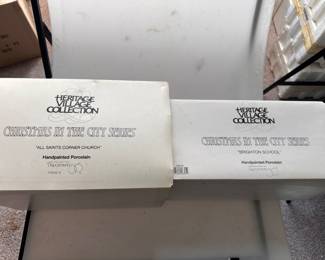 HERITAGE
VILLAGE
COLLECTION
CHRISTMAS IN THE CITY SERIES
"ALL SAINTS CORNER CHURCH"
Handpainted Porcelain
HERITAGE
VILLAGE
COLLECTION
CHRISTMAS IN THE CITY SERIES
"BRIGHTON SCHOOL"
Handpainted Porcelain